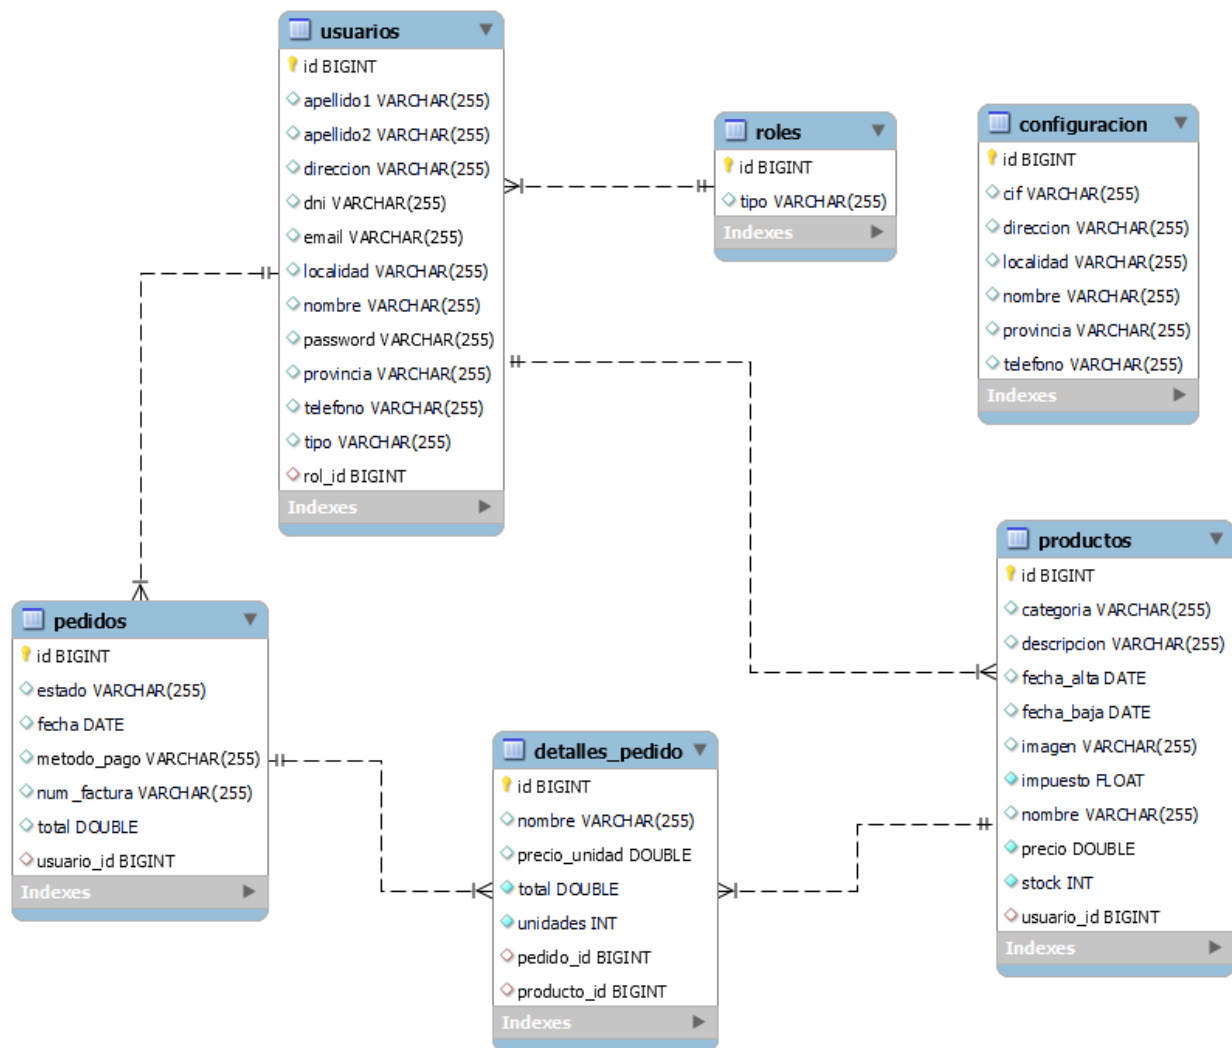 usuarios
id BIGINT
apellido1 VARCHAR(255)
apellido2 VARCHAR(255)
direccion VARCHAR(255)
dni VARCHAR(255)
email VARCHAR(255)
localidad VARCHAR(255)
nombre VARCHAR(255)
password VARCHAR(255)
provincia VARCHAR(255)
telefono VARCHAR(255)
tipo VARCHAR(255)
rol_id BIGINT
Indexes
roles
id BIGINT
tipo VARCHAR(255)
Indexes
configuracion
id BIGINT
cif VARCHAR(255)
direccion VARCHAR(255)
localidad VARCHAR(255)
nombre VARCHAR(255)
provincia VARCHAR(255)
telefono VARCHAR(255)
Indexes
pedidos
id BIGINT
estado VARCHAR(255)
fecha DATE
metodo_pago VARCHAR(255)
num_factura VARCHAR(255)
total DOUBLE
usuario_id BIGINT
Indexes
detalles_pedido
id BIGINT
nombre VARCHAR(255)
precio_unidad DOUBLE
total DOUBLE
unidades INT
pedido_id BIGINT
producto_id BIGINT
Indexes
productos
id BIGINT
categoria VARCHAR(255)
descripcion VARCHAR(255)
fecha_alta DATE
fecha_baja DATE
imagen VARCHAR(255)
impuesto FLOAT
nombre VARCHAR(255)
precio DOUBLE
stock INT
usuario_id BIGINT
Indexes